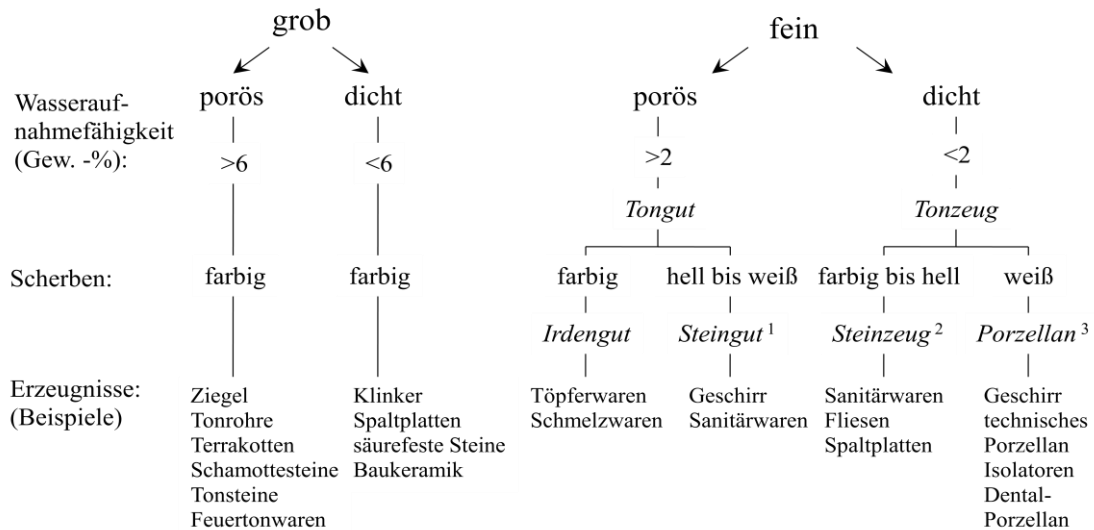 grob fein
Wasserauf-
nahmefähigkeit
(Gew. -%):
porös dicht porös dicht
>6 <6 >2 <2
Tongut Tonzeug
Scherben: farbig farbig farbig hell bis weiß farbig bis hell weiß
Irdengut Steingut 1 Steinzeug 2 Porzellan 3
Erzeugnisse:
(Beispiele)
Ziegel
Tonrohre
Terrakotten
Schamottesteine
Tonsteine
Feuertonwaren
Klinker
Spaltplatten
säurefeste Steine
Baukeramik
Töpferwaren
Schmelzwaren
Geschirr
Sanitärwaren
Sanitärwaren
Fliesen
Spaltplatten
Geschirr
technisches
Porzellan
Isolatoren
Dental-
Porzellan